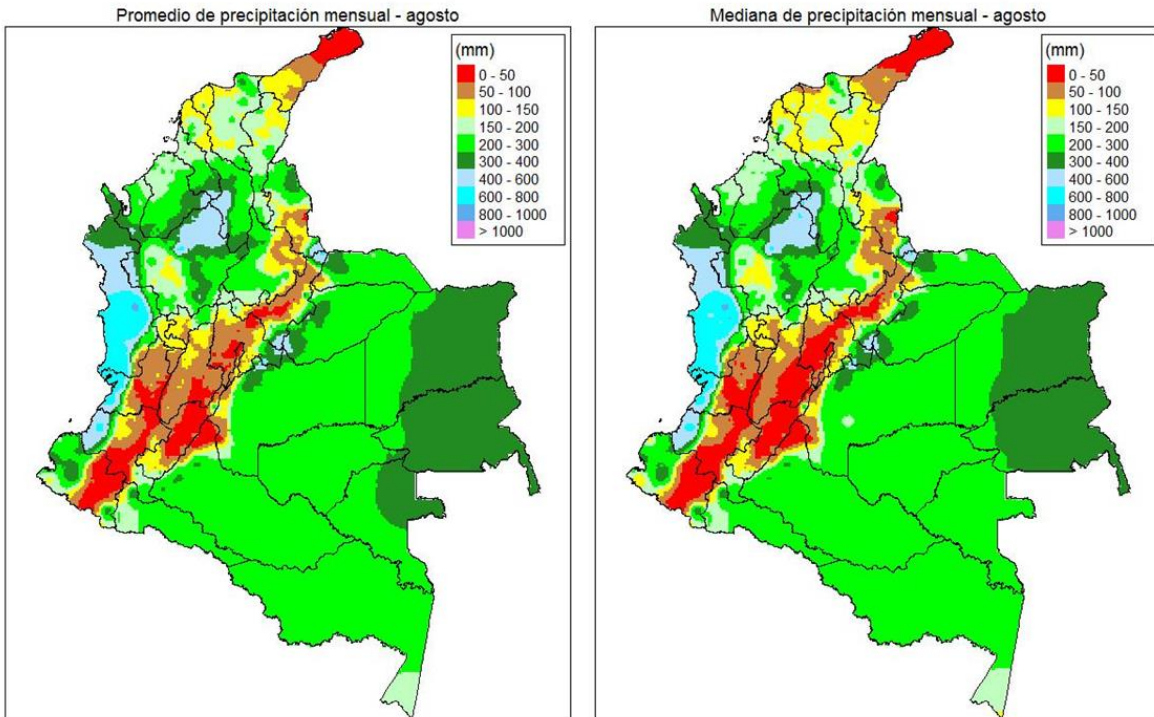 Promedio de precipitación mensual - agosto
(mm)
0 - 50
50 - 100
100 - 150
150 - 200
200 - 300
300 - 400
400 - 600
600 - 800
800 - 1000
> 1000
Mediana de precipitación mensual - agosto
(mm)
0 - 50
50 - 100
100 - 150
150 - 200
200 - 300
300 - 400
400 - 600
600 - 800
800 - 1000
> 1000